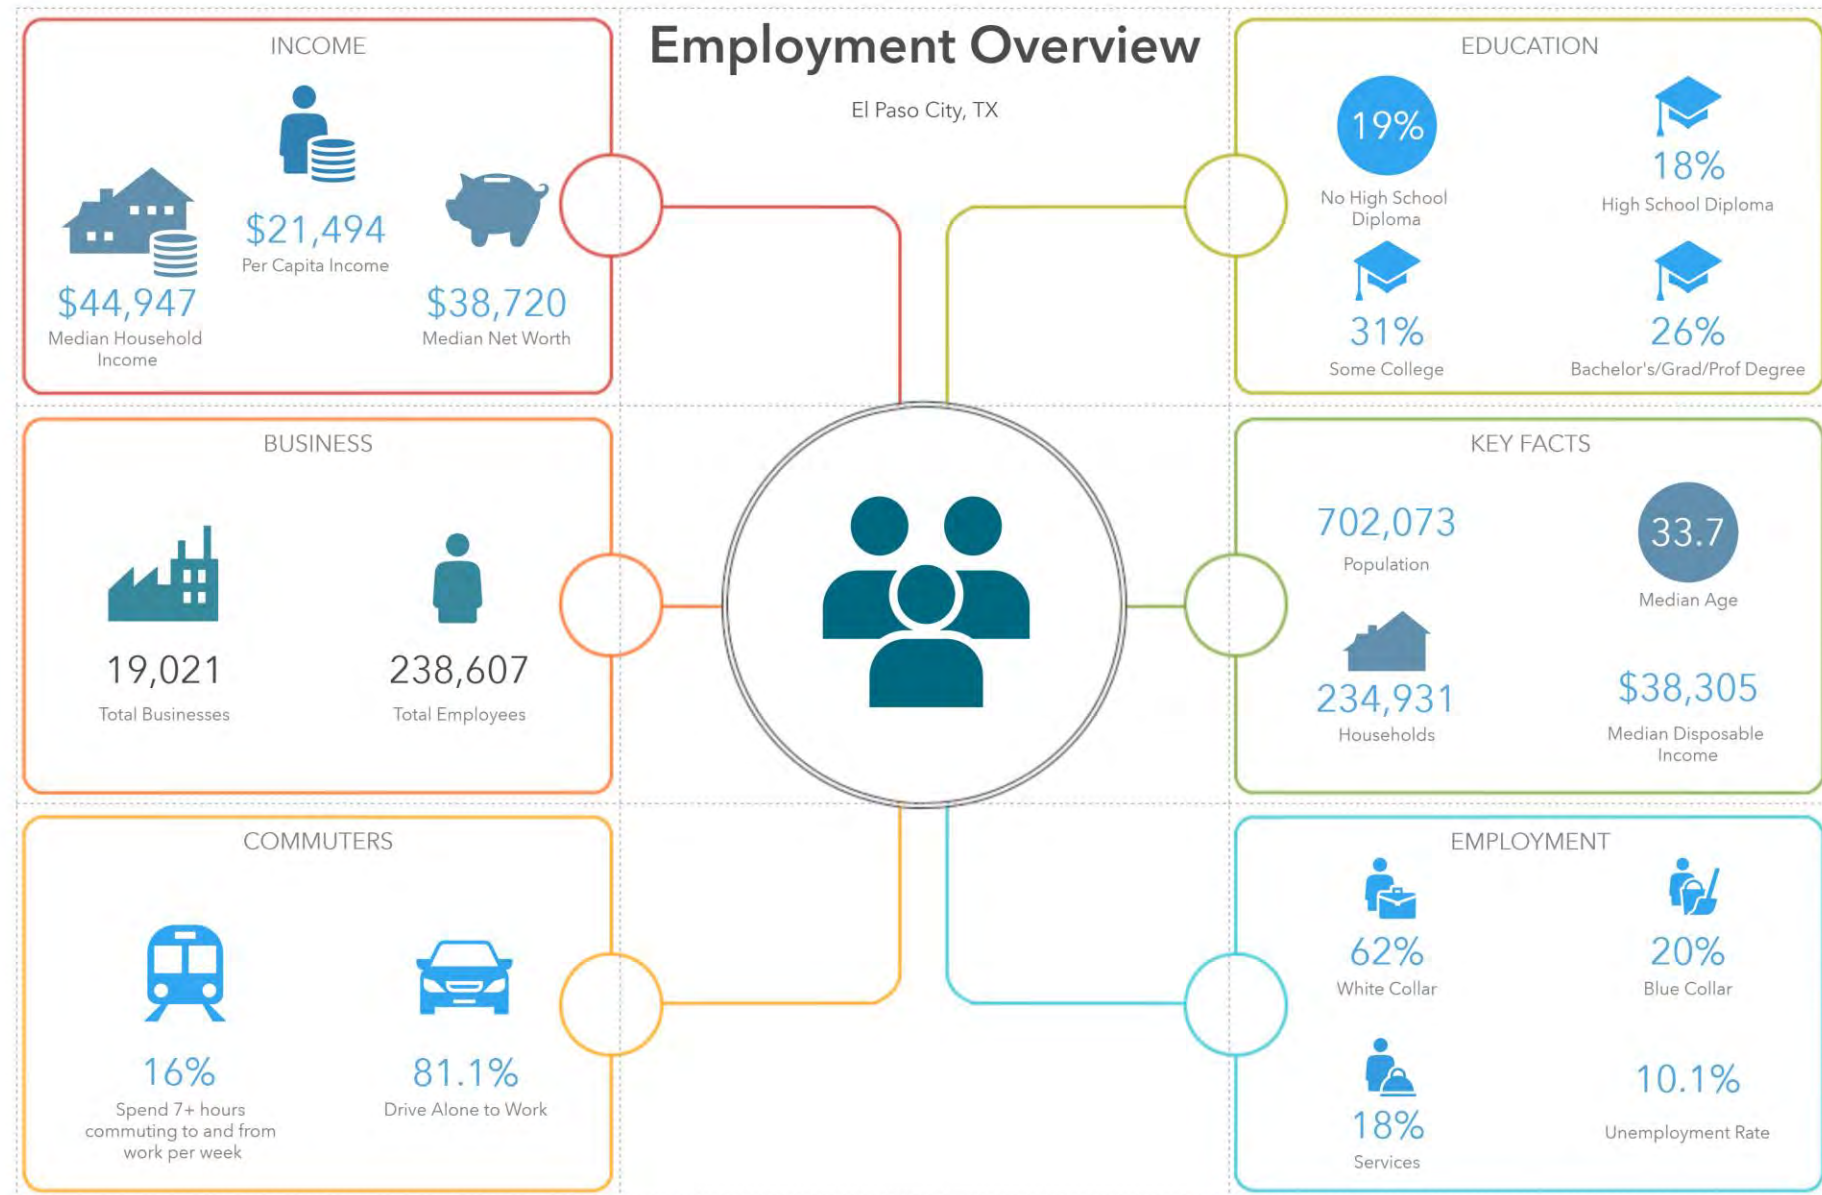 Employment Overview
El Paso City, TX
INCOME
$21,494
Per Capita Income
$44,947
Median Household
Income
$38,720
Median Net Worth
EDUCATION
19%
No High School
Diploma
18%
High School Diploma
31%
Some College
26%
Bachelor's/Grad/Prof Degree
BUSINESS
19,021
Total Businesses
238,607
Total Employees
KEY FACTS
702,073
Population
33.7
Median Age
234,931
Households
$38,305
Median Disposable
Income
COMMUTERS
16%
Spend 7+ hours
commuting to and from
work per week
81.1%
Drive Alone to Work
EMPLOYMENT
62%
White Collar
20%
Blue Collar
18%
Services
10.1%
Unemployment Rate